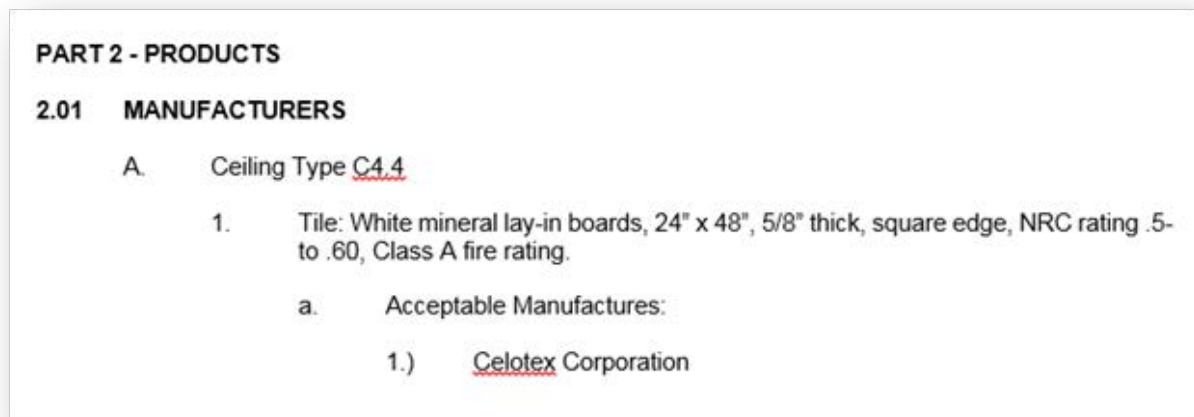 PART 2 - PRODUCTS
2.01 MANUFACTURERS
A. Ceiling Type C4.4
1. Tile: White mineral lay-in boards, 24" x 48", 5/8" thick, square edge, NRC rating .5-
to .60, Class A fire rating.
a. Acceptable Manufactures:
1.) Celotex Corporation